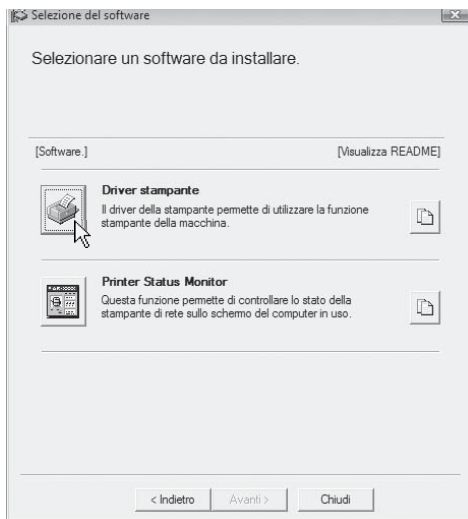 Selezione del software
Selezionare un software da installare.
[Software.] [Visualizza README]
Driver stampante
Il driver della stampante permette di utilizzare la funzione
stampante della macchina.
Printer Status Monitor
Questa funzione permette di controllare lo stato della
stampante di rete sullo schermo del computer in uso.
< Indietro Avanti > Chiudi